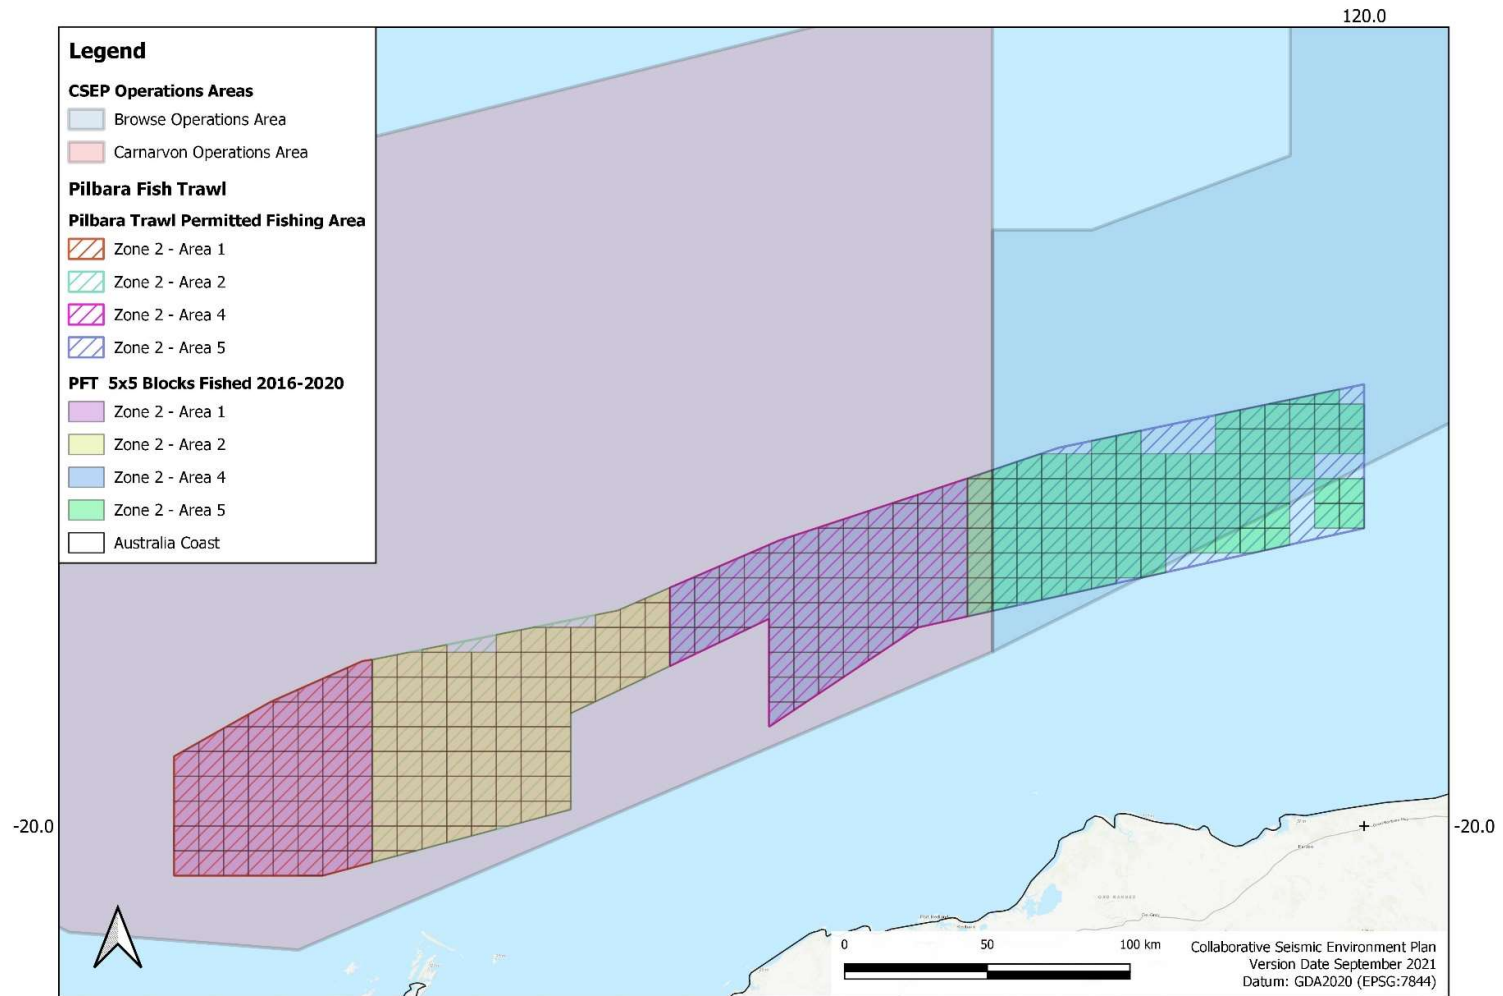 120.0
Legend
CSEP Operations Areas
Browse Operations Area
Carnarvon Operations Area
Pilbara Fish Trawl
Pilbara Trawl Permitted Fishing Area
Zone 2 - Area 1
Zone 2 - Area 2
Zone 2 - Area 4
Zone 2 - Area 5
PFT 5x5 Blocks Fished 2016-2020
Zone 2 - Area 1
Zone 2 - Area 2
Zone 2 - Area 4
Zone 2 - Area 5
Australia Coast
-20.0
-20.0
0 50 100 km
Collaborative Seismic Environment Plan
Version Date September 2021
Datum: GDA2020 (EPSG:7844)